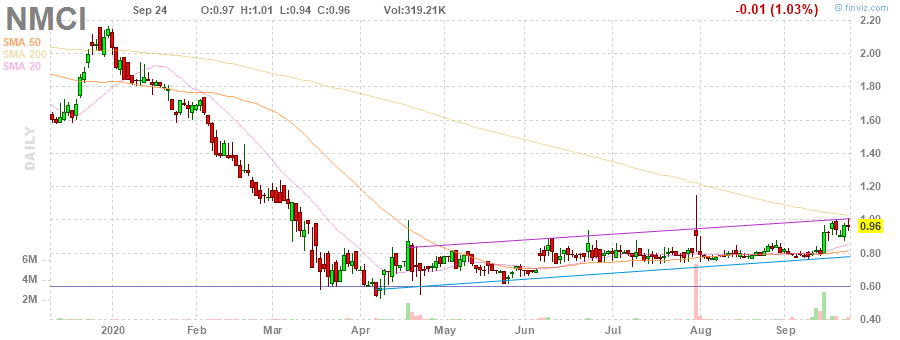 NMCI Sep 24 O:0.97 H:1.01 L:0.94 C:0.96 Vol:319.21K -0.01 (1.03%) © finviz.com
SMA 50
SMA 200
SMA 20
DAILY
2.20
2.00
1.80
1.60
1.40
1.20
1.00
0.96
0.80
0.60
0.40
6M
4M
2M
2020 Feb Mar Apr May Jun Jul Aug Sep